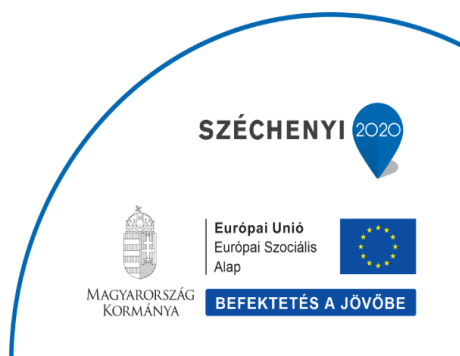 SZÉCHENYI 2020
Európai Unió
Európai Szociális
Alap
MAGYARORSZÁG
KORMÁNYA
BEFEKTETÉS A JÖVŐBE